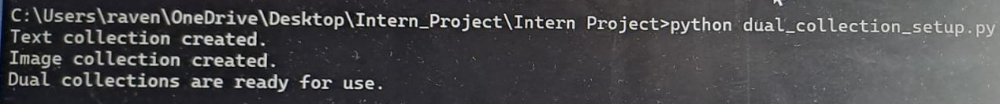 C:\Users\raven\OneDrive\Desktop\Intern_Project\Intern Project>python dual_collection_setup.py
Text collection created.
Image collection created.
Dual collections are ready for use.